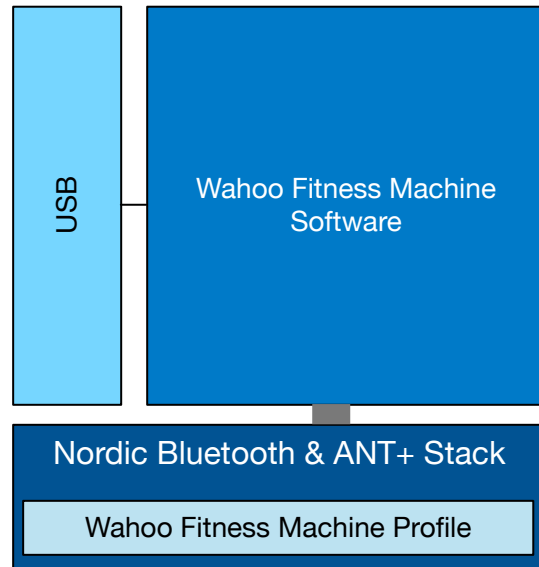 USB
Wahoo Fitness Machine
Software
Nordic Bluetooth & ANT+ Stack
Wahoo Fitness Machine Profile